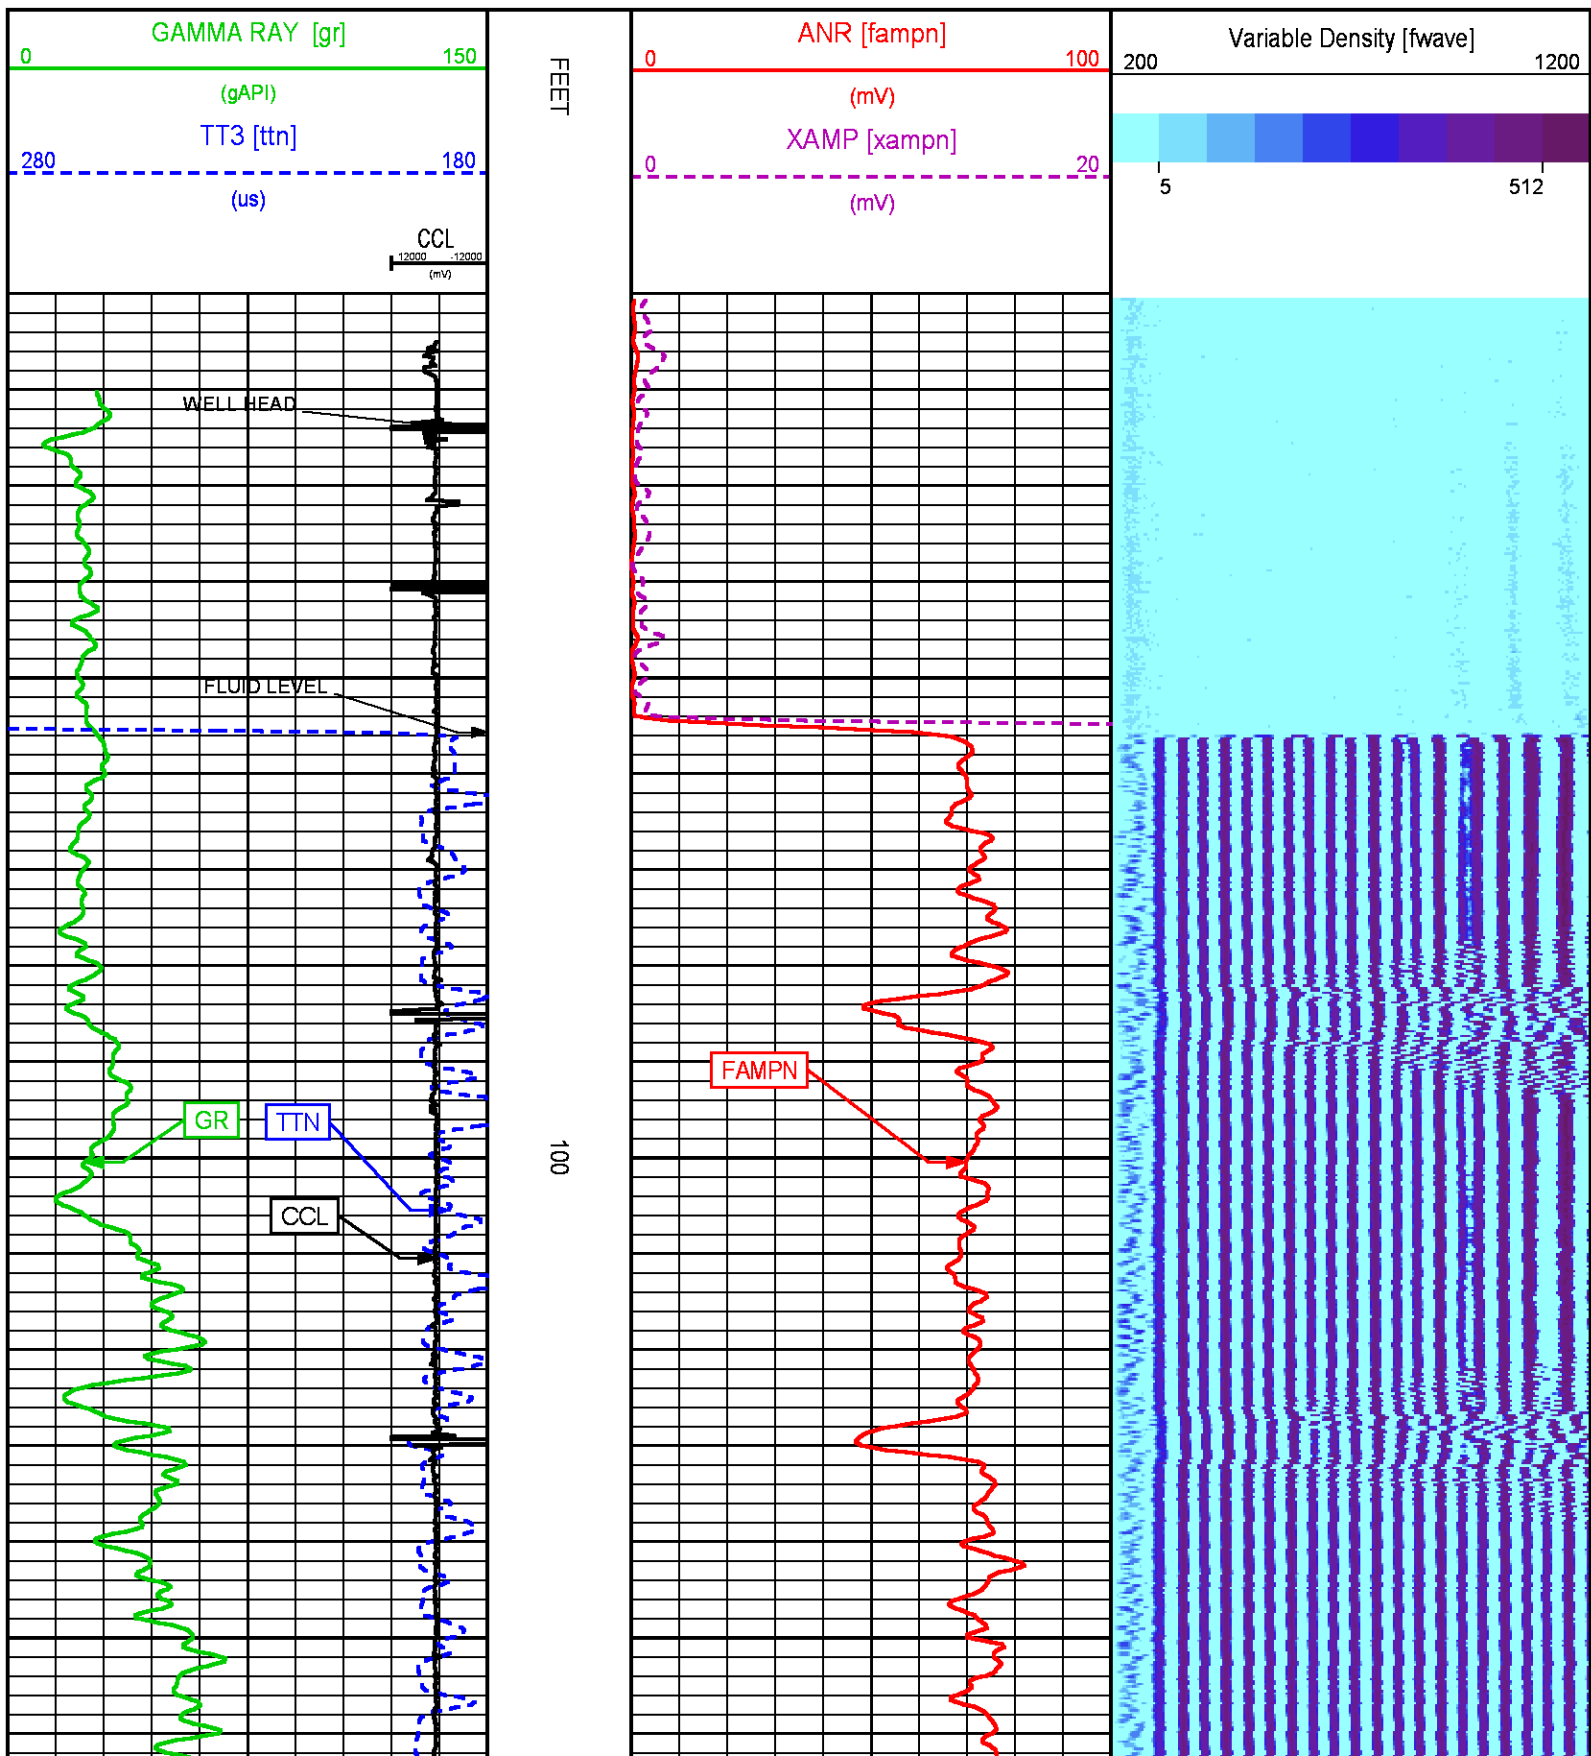 GAMMA RAY [gr]
0 150
(gAPI)
TT3 [ttn]
280 180
(us)
CCL
12000 -12000
(mV)
FEET
ANR [fampn]
0 100
(mV)
XAMP [xampn]
0 20
(mV)
Variable Density [fwave]
200 1200
5 512
WELL HEAD
FLUID LEVEL
FAMPN
GR
TTN
100
CCL